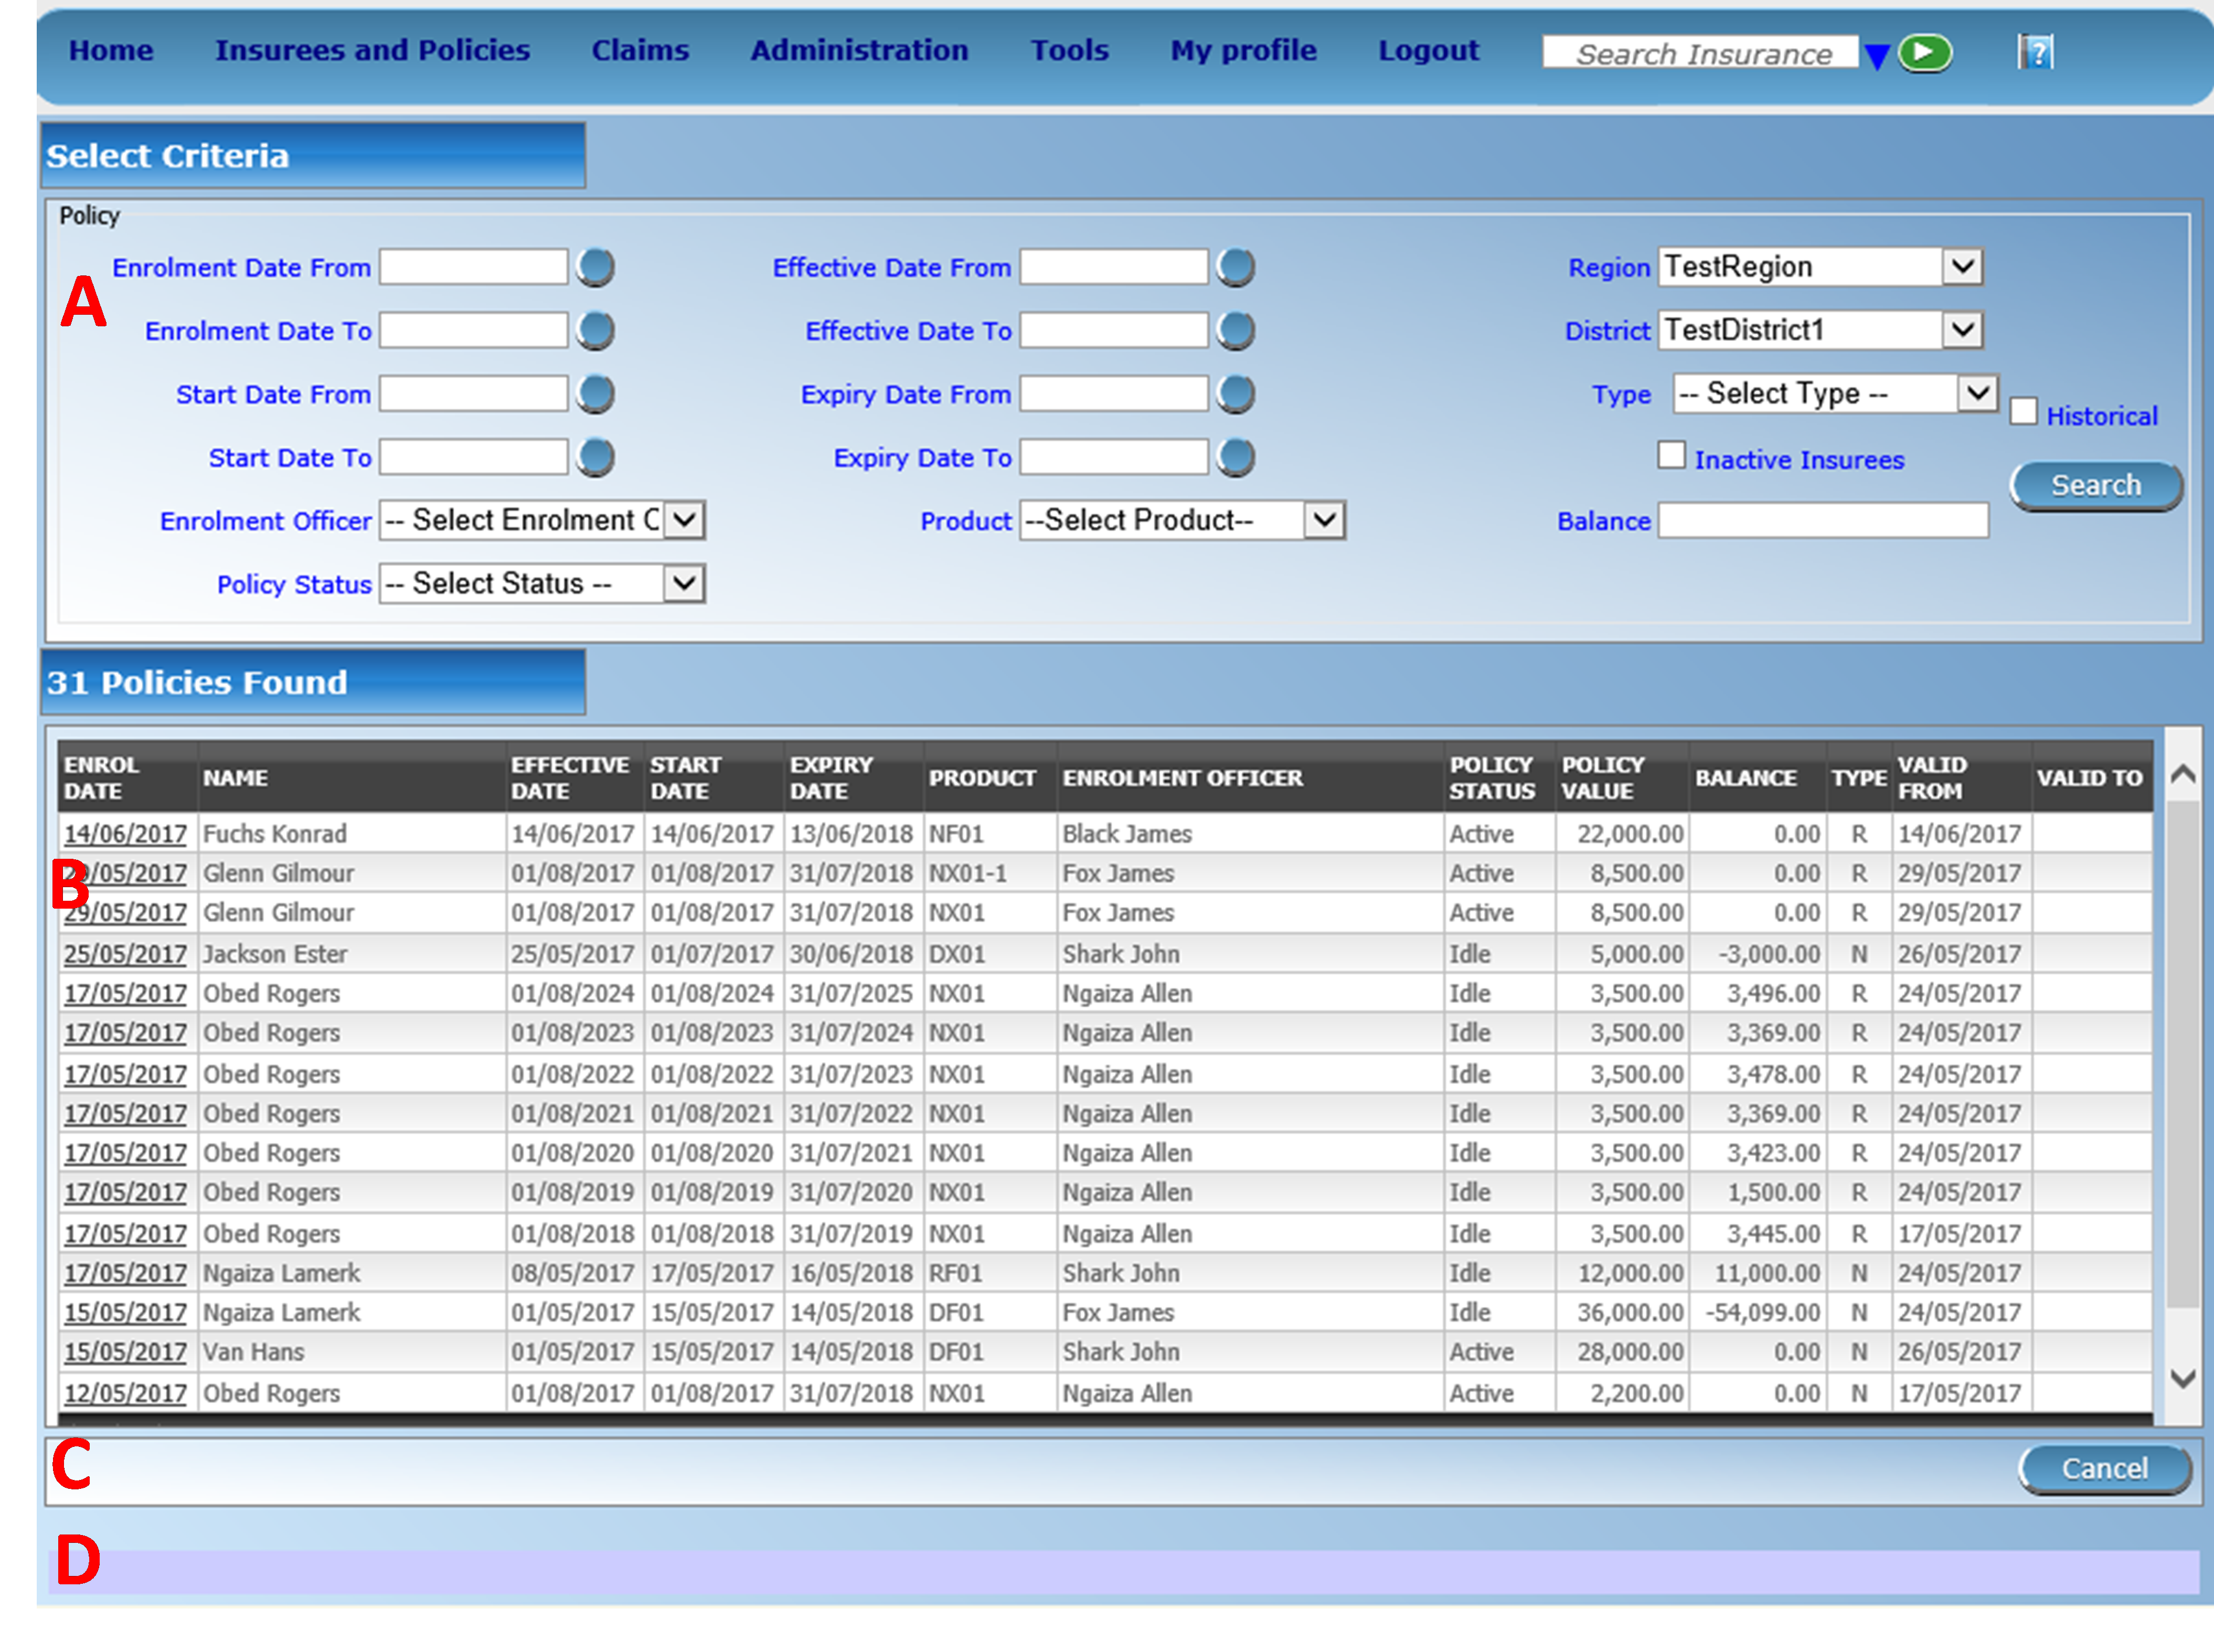 Home Insurees and Policies Claims Administration Tools My profile Logout Search Insurance ?
Select Criteria
Policy
A
Enrolment Date From Effective Date From Region TestRegion
Enrolment Date To Effective Date To District TestDistrict1
Start Date From Expiry Date From Type -- Select Type -- Historical
Start Date To Expiry Date To Inactive Insurees Search
Enrolment Officer -- Select Enrolment O Product --Select Product-- Balance
Policy Status -- Select Status --
31 Policies Found
ENROL DATE NAME EFFECTIVE DATE START DATE EXPIRY DATE PRODUCT ENROLMENT OFFICER POLICY STATUS POLICY VALUE BALANCE TYPE VALID FROM VALID TO
14/06/2017 Fuchs Konrad 14/06/2017 14/06/2017 13/06/2018 NF01 Black James Active 22,000.00 0.00 R 14/06/2017
B
29/05/2017 Glenn Gilmour 01/08/2017 01/08/2017 31/07/2018 NX01-1 Fox James Active 8,500.00 0.00 R 29/05/2017
29/05/2017 Glenn Gilmour 01/08/2017 01/08/2017 31/07/2018 NX01 Fox James Active 8,500.00 0.00 R 29/05/2017
25/05/2017 Jackson Ester 25/05/2017 01/07/2017 30/06/2018 DX01 Shark John Idle 5,000.00 -3,000.00 N 26/05/2017
17/05/2017 Obed Rogers 01/08/2024 01/08/2024 31/07/2025 NX01 Ngaiza Allen Idle 3,500.00 3,496.00 R 24/05/2017
17/05/2017 Obed Rogers 01/08/2023 01/08/2023 31/07/2024 NX01 Ngaiza Allen Idle 3,500.00 3,369.00 R 24/05/2017
17/05/2017 Obed Rogers 01/08/2022 01/08/2022 31/07/2023 NX01 Ngaiza Allen Idle 3,500.00 3,478.00 R 24/05/2017
17/05/2017 Obed Rogers 01/08/2021 01/08/2021 31/07/2022 NX01 Ngaiza Allen Idle 3,500.00 3,369.00 R 24/05/2017
17/05/2017 Obed Rogers 01/08/2020 01/08/2020 31/07/2021 NX01 Ngaiza Allen Idle 3,500.00 3,423.00 R 24/05/2017
17/05/2017 Obed Rogers 01/08/2019 01/08/2019 31/07/2020 NX01 Ngaiza Allen Idle 3,500.00 1,500.00 R 24/05/2017
17/05/2017 Obed Rogers 01/08/2018 01/08/2018 31/07/2019 NX01 Ngaiza Allen Idle 3,500.00 3,445.00 R 17/05/2017
17/05/2017 Ngaiza Lamerk 08/05/2017 17/05/2017 16/05/2018 RF01 Shark John Idle 12,000.00 11,000.00 N 24/05/2017
15/05/2017 Ngaiza Lamerk 01/05/2017 15/05/2017 14/05/2018 DF01 Fox James Idle 36,000.00 -54,099.00 N 24/05/2017
15/05/2017 Van Hans 01/05/2017 15/05/2017 14/05/2018 DF01 Shark John Active 28,000.00 0.00 N 26/05/2017
12/05/2017 Obed Rogers 01/08/2017 01/08/2017 31/07/2018 NX01 Ngaiza Allen Active 2,200.00 0.00 N 17/05/2017
C Cancel
D